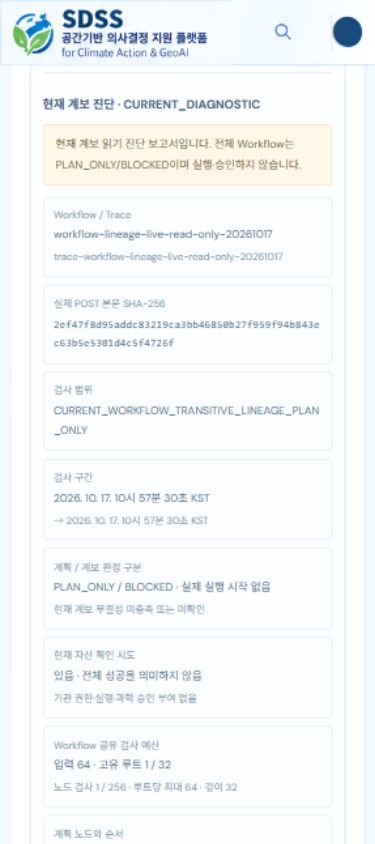 SDSS
공간기반 의사결정 지원 플랫폼
for Climate Action & GeoAI
현재 계보 진단 · CURRENT_DIAGNOSTIC
현재 계보 읽기 진단 보고서입니다. 전체 Workflow는
PLAN_ONLY/BLOCKED이며 실행·승인하지 않습니다.
Workflow / Trace
workflow-lineage-live-read-only-20261017
trace-workflow-lineage-live-read-only-20261017
실제 POST 본문 SHA-256
2ef47f8d95addc83219ca3bb46850b27f959f94b843e
c63b5e5301d4c5f4726f
검사 범위
CURRENT_WORKFLOW_TRANSITIVE_LINEAGE_PLAN
_ONLY
검사 구간
2026. 10. 17. 10시 57분 30초 KST
→ 2026. 10. 17. 10시 57분 30초 KST
계획 / 계보 판정 구분
PLAN_ONLY / BLOCKED · 실제 실행 시작 없음
현재 계보 무결성 미충족 또는 미확인
현재 자산 확인 시도
있음 · 전체 성공을 의미하지 않음
기관 권한·실행·과학 승인 부여 없음
Workflow 공유 검사 예산
입력 64 · 고유 루트 1 / 32
노드 검사 1 / 256 · 루트당 최대 64 · 깊이 32
계획 노드와 순서